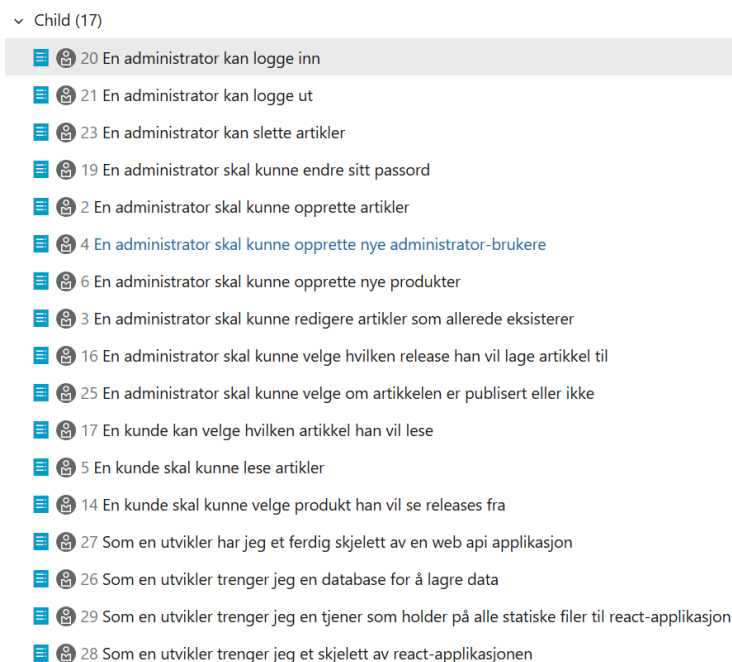 Child (17)
20 En administrator kan logge inn
21 En administrator kan logge ut
23 En administrator kan slette artikler
19 En administrator skal kunne endre sitt passord
2 En administrator skal kunne opprette artikler
4 En administrator skal kunne opprette nye administrator-brukere
6 En administrator skal kunne opprette nye produkter
3 En administrator skal kunne redigere artikler som allerede eksisterer
16 En administrator skal kunne velge hvilken release han vil lage artikkel til
25 En administrator skal kunne velge om artikkelen er publisert eller ikke
17 En kunde kan velge hvilken artikkel han vil lese
5 En kunde skal kunne lese artikler
14 En kunde skal kunne velge produkt han vil se releases fra
27 Som en utvikler har jeg et ferdig skjelett av en web api applikasjon
26 Som en utvikler trenger jeg en database for å lagre data
29 Som en utvikler trenger jeg en tjener som holder på alle statiske filer til react-applikasjon
28 Som en utvikler trenger jeg et skjelett av react-applikasjonen